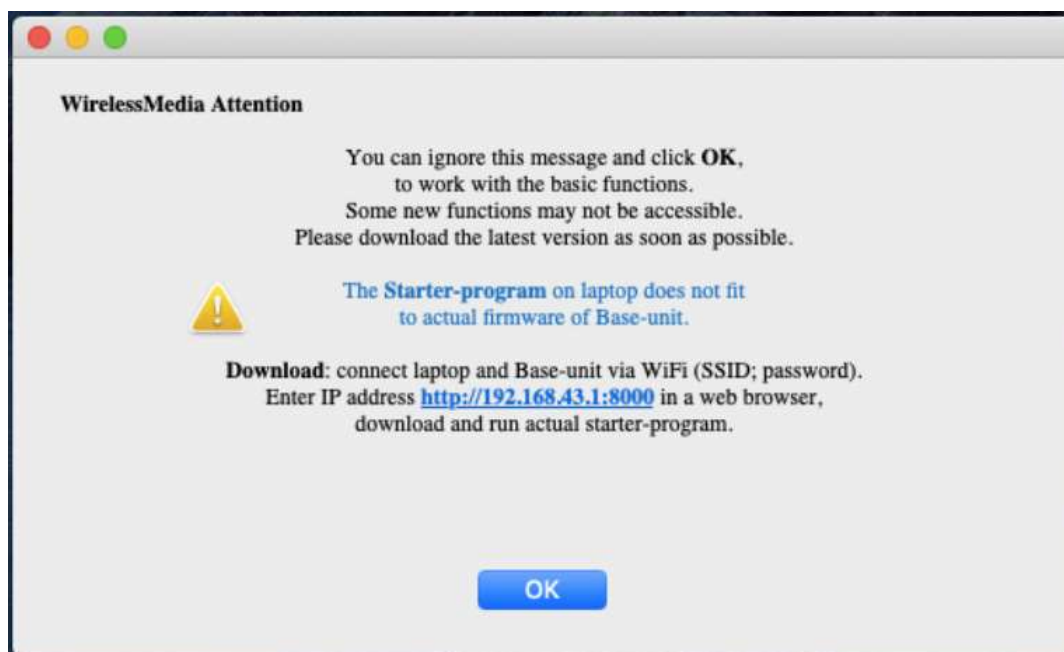 WirelessMedia Attention
You can ignore this message and click OK,
to work with the basic functions.
Some new functions may not be accessible.
Please download the latest version as soon as possible.
The Starter-program on laptop does not fit
to actual firmware of Base-unit.
Download: connect laptop and Base-unit via WiFi (SSID; password).
Enter IP address http://192.168.43.1:8000 in a web browser,
download and run actual starter-program.
OK